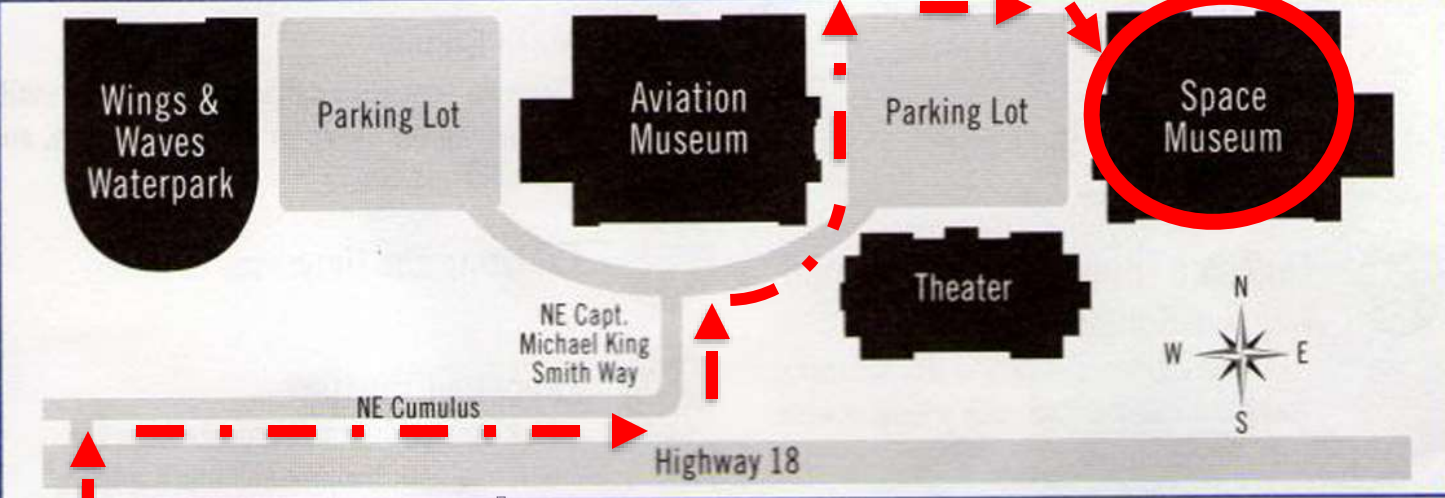 Wings &
Waves
Waterpark
Parking Lot
Aviation
Museum
Parking Lot
Space
Museum
Theater
NE Capt.
Michael King
Smith Way
NE Cumulus
Highway 18
N
W
E
S